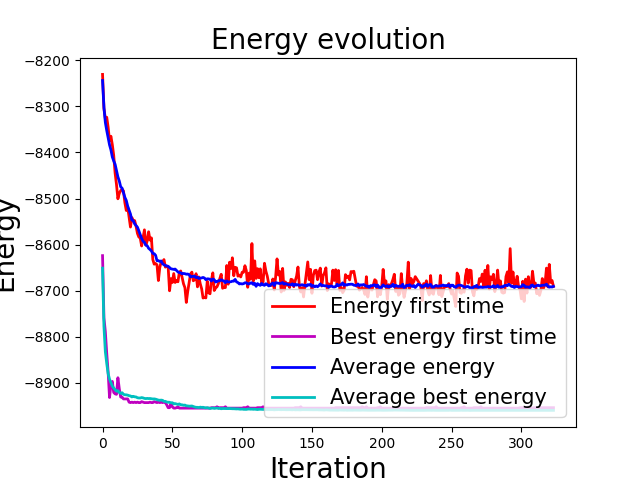 Energy evolution
Energy
−8200
−8300
−8400
−8500
−8600
−8700
−8800
−8900
Energy first time
Best energy first time
Average energy
Average best energy
0 50 100 150 200 250 300
Iteration